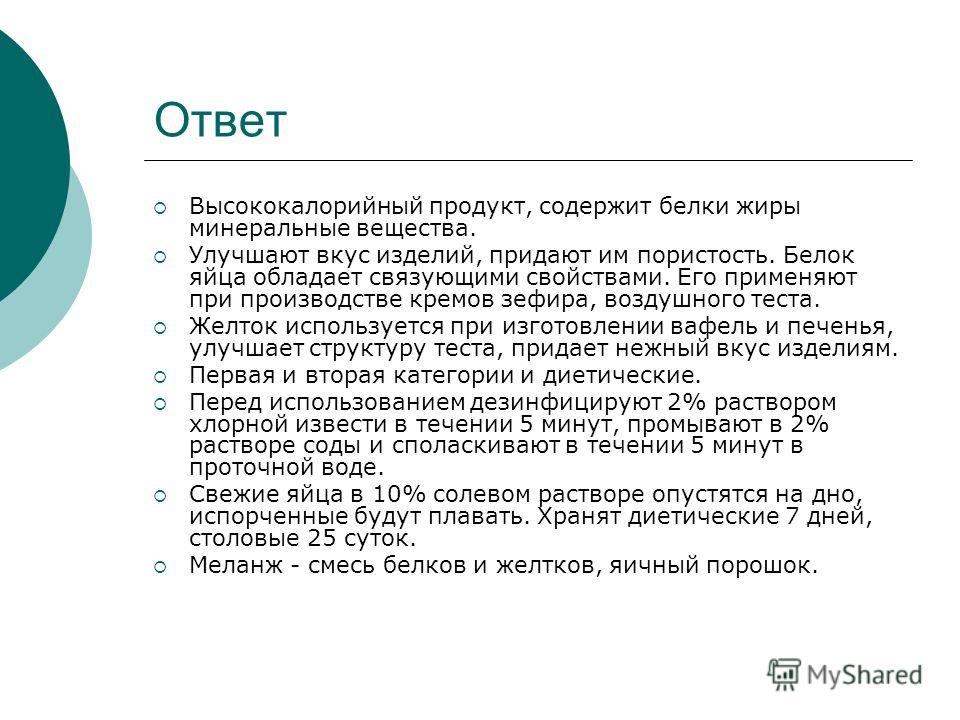 Ответ
Высококалорийный продукт, содержит белки жиры
минеральные вещества.
Улучшают вкус изделий, придают им пористость. Белок
яйца обладает связующими свойствами. Его применяют
при производстве кремов зефира, воздушного теста.
Желток используется при изготовлении вафель и печенья,
улучшает структуру теста, придает нежный вкус изделиям.
Первая и вторая категории и диетические.
Перед использованием дезинфицируют 2% раствором
хлорной извести в течении 5 минут, промывают в 2%
растворе соды и споласкивают в течении 5 минут в
проточной воде.
Свежие яйца в 10% солевом растворе опустятся на дно,
испорченные будут плавать. Хранят диетические 7 дней,
столовые 25 суток.
Меланж - смесь белков и желтков, яичный порошок.
MyShared